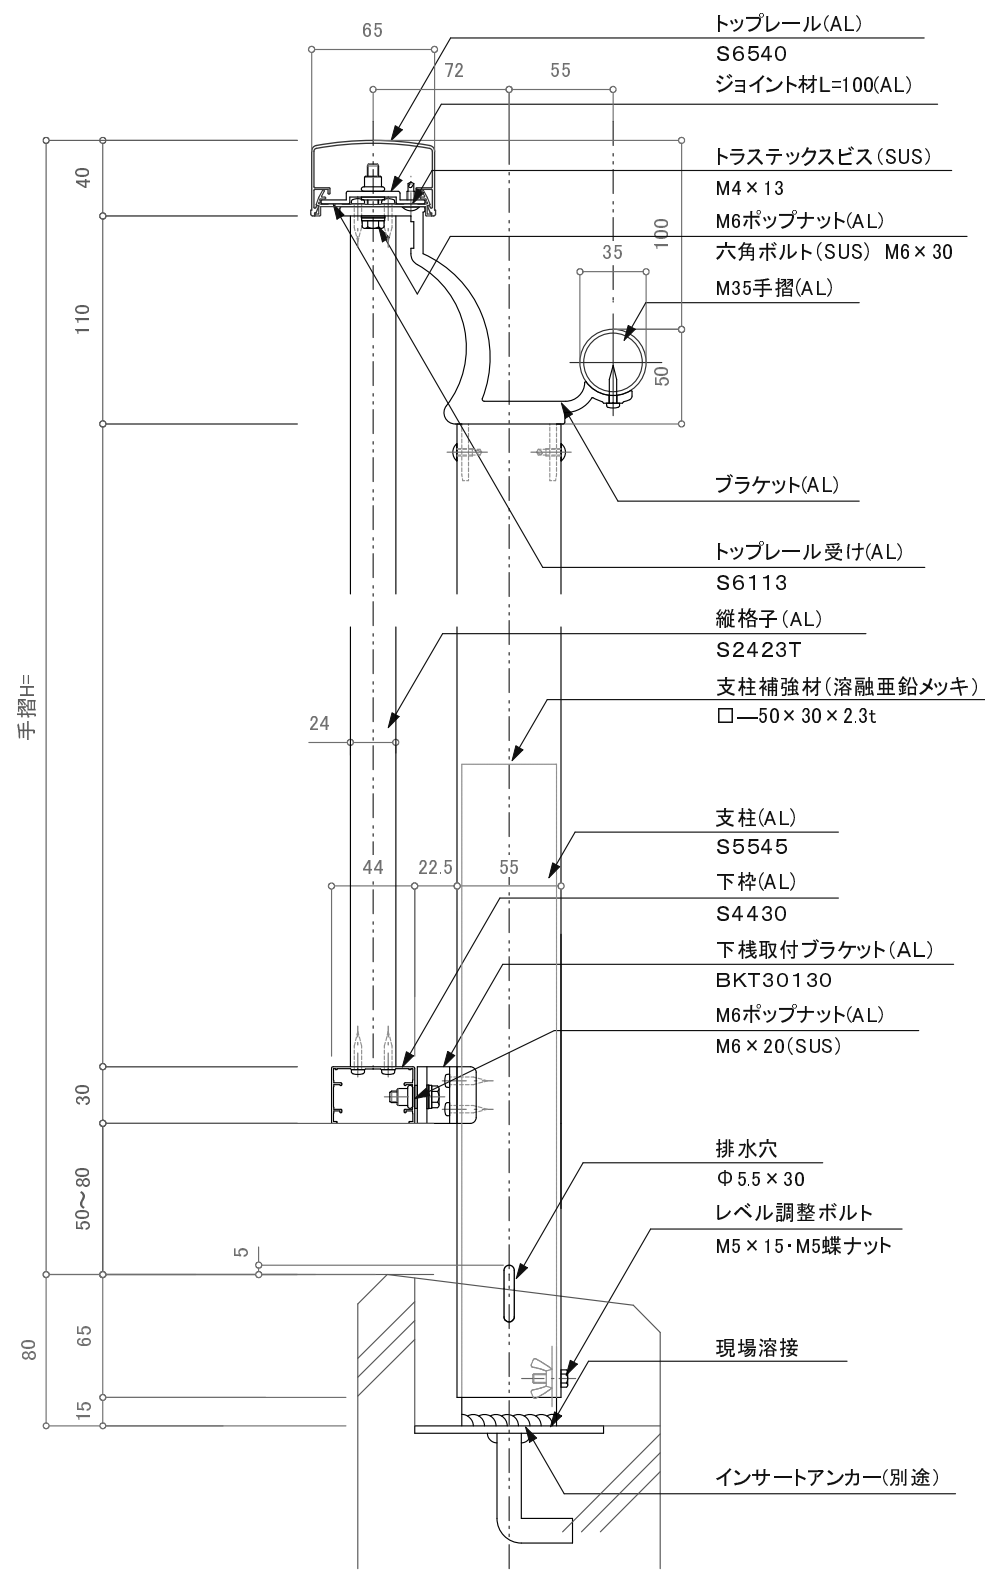 トップレール(AL)
S6540
ジョイント材L=100(AL)
トラステックスビス(SUS)
M4×13
M6ポップナット(AL)
六角ボルト(SUS) M6×30
M35手摺(AL)
ブラケット(AL)
トップレール受け(AL)
S6113
縦格子(AL)
S2423T
支柱補強材(溶融亜鉛メッキ)
□―50×30×2.3t
支柱(AL)
S5545
下枠(AL)
S4430
下桟取付ブラケット(AL)
BKT30130
M6ポップナット(AL)
M6×20(SUS)
排水穴
Φ5.5×30
レベル調整ボルト
M5×15・M5蝶ナット
現場溶接
インサートアンカー(別途)
65
72
55
40
110
100
35
50
手摺H=
24
44
22.5
55
30
50～80
5
80
65
15